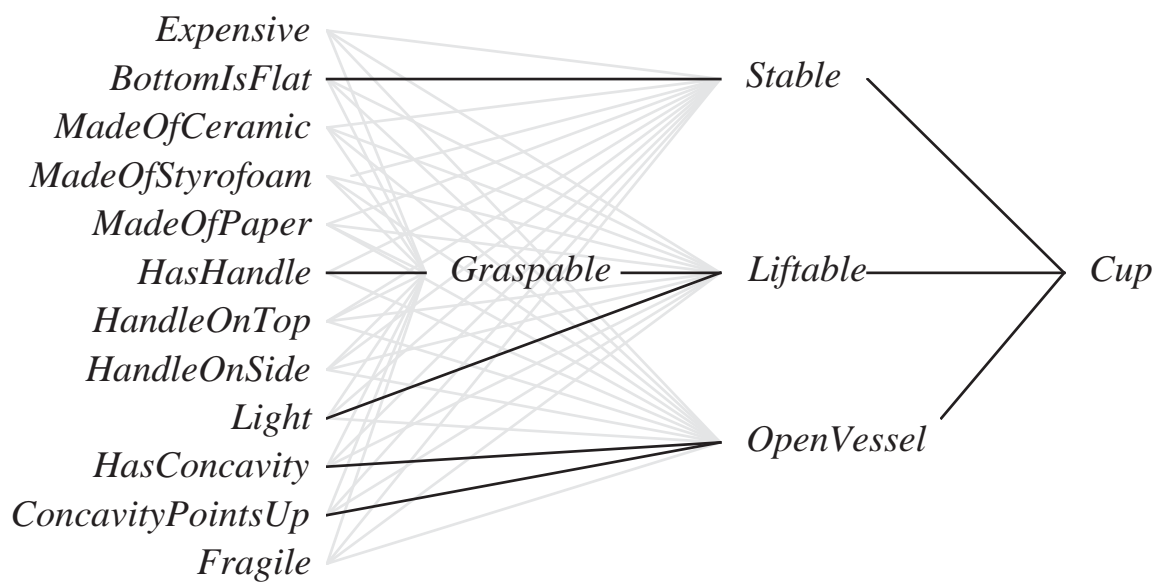 Expensive
BottomIsFlat
Stable
MadeOfCeramic
MadeOfStyrofoam
MadeOfPaper
HasHandle
Graspable
Liftable
Cup
HandleOnTop
HandleOnSide
Light
OpenVessel
HasConcavity
ConcavityPointsUp
Fragile